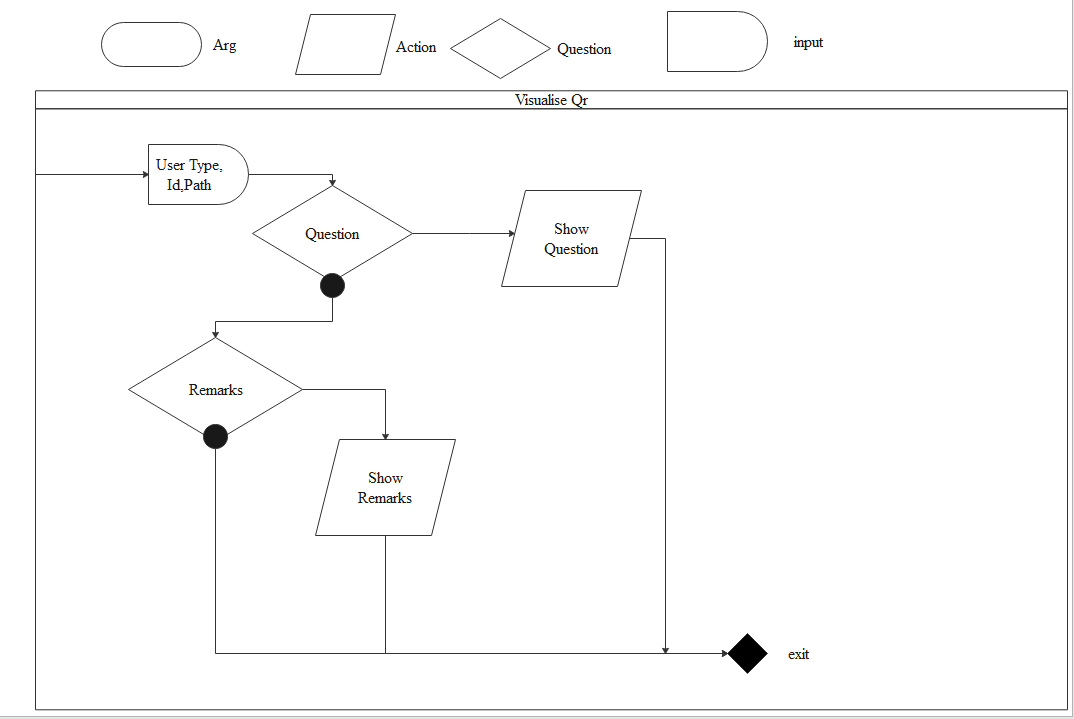 Arg
Action
Question
input
Visualise Qr
User Type,
Id,Path
Question
Show
Question
Remarks
Show
Remarks
exit